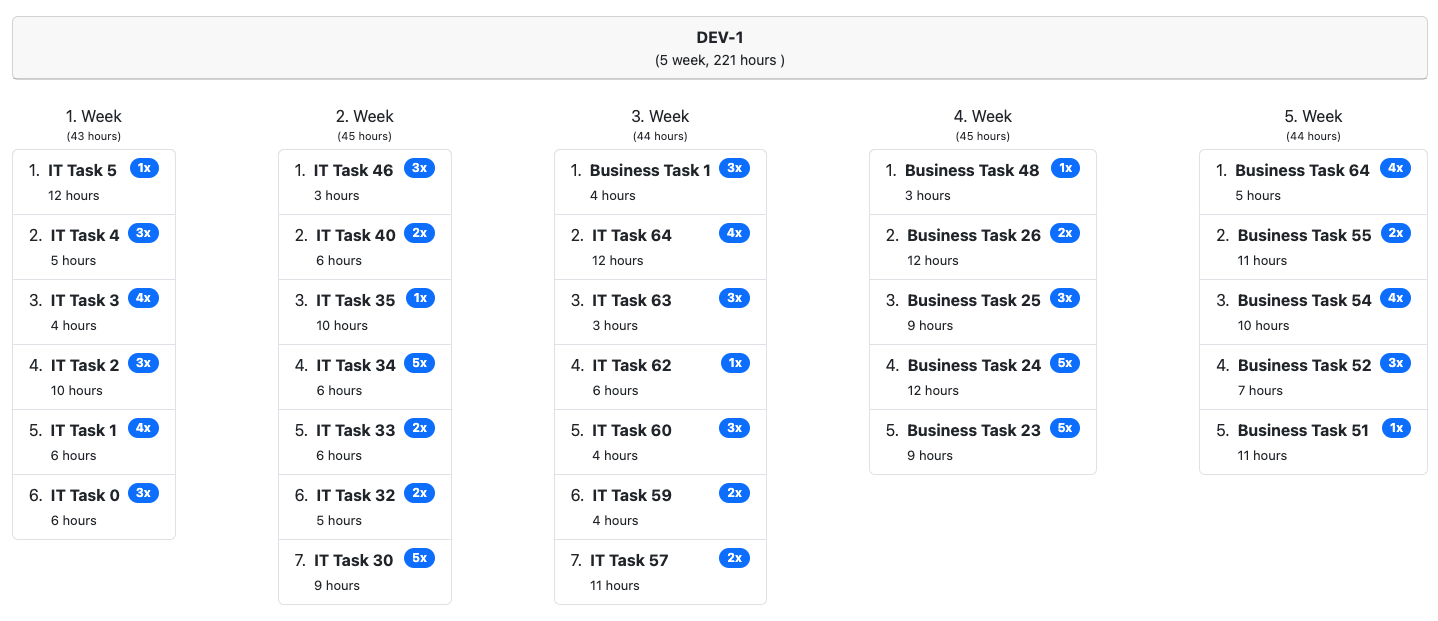 DEV-1
(5 week, 221 hours )
1. Week
(43 hours)
1. IT Task 5 1x
12 hours
2. IT Task 4 3x
5 hours
3. IT Task 3 4x
4 hours
4. IT Task 2 3x
10 hours
5. IT Task 1 4x
6 hours
6. IT Task 0 3x
6 hours
2. Week
(45 hours)
1. IT Task 46 3x
3 hours
2. IT Task 40 2x
6 hours
3. IT Task 35 1x
10 hours
4. IT Task 34 5x
6 hours
5. IT Task 33 2x
6 hours
6. IT Task 32 2x
5 hours
7. IT Task 30 5x
9 hours
3. Week
(44 hours)
1. Business Task 1 3x
4 hours
2. IT Task 64 4x
12 hours
3. IT Task 63 3x
3 hours
4. IT Task 62 1x
6 hours
5. IT Task 60 3x
4 hours
6. IT Task 59 2x
4 hours
7. IT Task 57 2x
11 hours
4. Week
(45 hours)
1. Business Task 48 1x
3 hours
2. Business Task 26 2x
12 hours
3. Business Task 25 3x
9 hours
4. Business Task 24 5x
12 hours
5. Business Task 23 5x
9 hours
5. Week
(44 hours)
1. Business Task 64 4x
5 hours
2. Business Task 55 2x
11 hours
3. Business Task 54 4x
10 hours
4. Business Task 52 3x
7 hours
5. Business Task 51 1x
11 hours